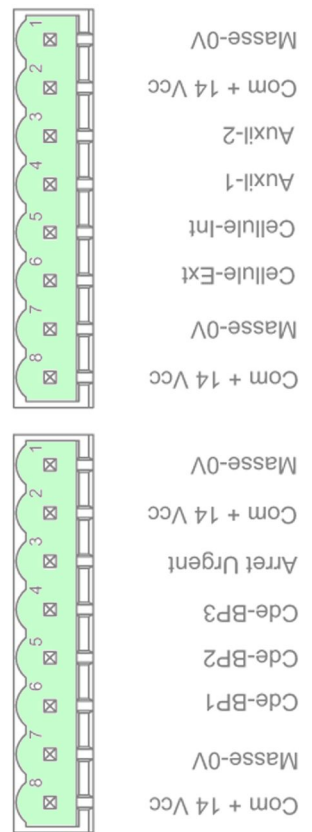 1 Masse-0V
2 Com + 14 Vcc
3 Auxil-2
4 Auxil-1
5 Cellule-Int
6 Cellule-Ext
7 Masse-0V
8 Com + 14 Vcc
1 Masse-0V
2 Com + 14 Vcc
3 Arret Urgent
4 Cde-BP3
5 Cde-BP2
6 Cde-BP1
7 Masse-0V
8 Com + 14 Vcc